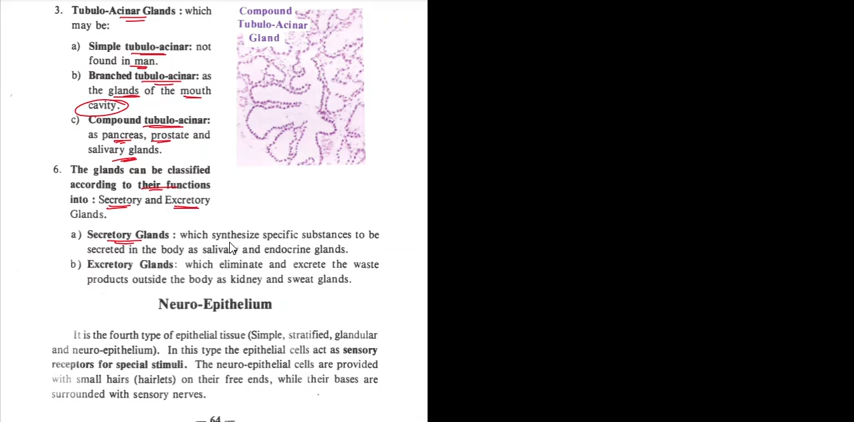 3. Tubulo-Acinar Glands : which
may be:
a) Simple tubulo-acinar: not
found in man.
b) Branched tubulo-acinar: as
the glands of the mouth
cavity.
c) Compound tubulo-acinar:
as pancreas, prostate and
salivary glands.
Compound
Tubulo-Acinar
Gland
6. The glands can be classified
according to their functions
into : Secretory and Excretory
Glands.
a) Secretory Glands : which synthesize specific substances to be
secreted in the body as salivary and endocrine glands.
b) Excretory Glands: which eliminate and excrete the waste
products outside the body as kidney and sweat glands.
Neuro-Epithelium
It is the fourth type of epithelial tissue (Simple, stratified, glandular
and neuro-epithelium). In this type the epithelial cells act as sensory
receptors for special stimuli. The neuro-epithelial cells are provided
with small hairs (hairlets) on their free ends, while their bases are
surrounded with sensory nerves.
— 64 —